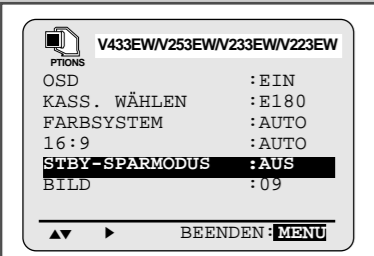 V433EW/V253EW/V233EW/V223EW
PTIONS
OSD :EIN
KASS. WÄHLEN :E180
FARBSYSTEM :AUTO
16:9 :AUTO
STBY-SPARMODUS :AUS
BILD :09
BEENDEN:MENU